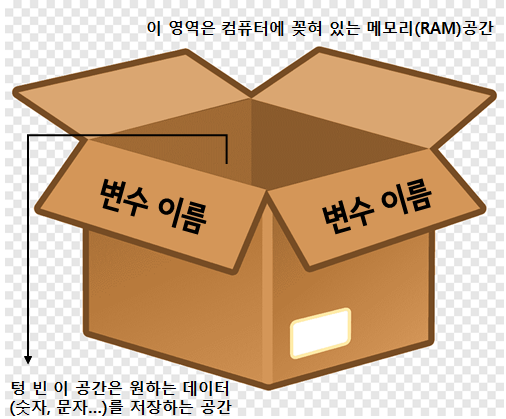 이 영역은 컴퓨터에 꽂혀 있는 메모리(RAM)공간
변수 이름
변수 이름
텅 빈 이 공간은 원하는 데이터
(숫자, 문자...)를 저장하는 공간